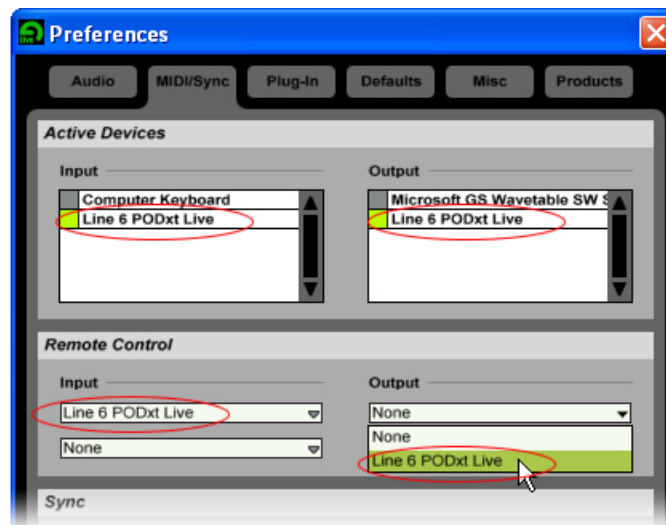 Preferences
Audio
MIDI/Sync
Plug-In
Defaults
Misc
Products
Active Devices
Input
Output
Computer Keyboard
Line 6 PODxt Live
Microsoft GS Wavetable SW S
Line 6 PODxt Live
Remote Control
Input
Output
Line 6 PODxt Live
None
None
None
Line 6 PODxt Live
Sync